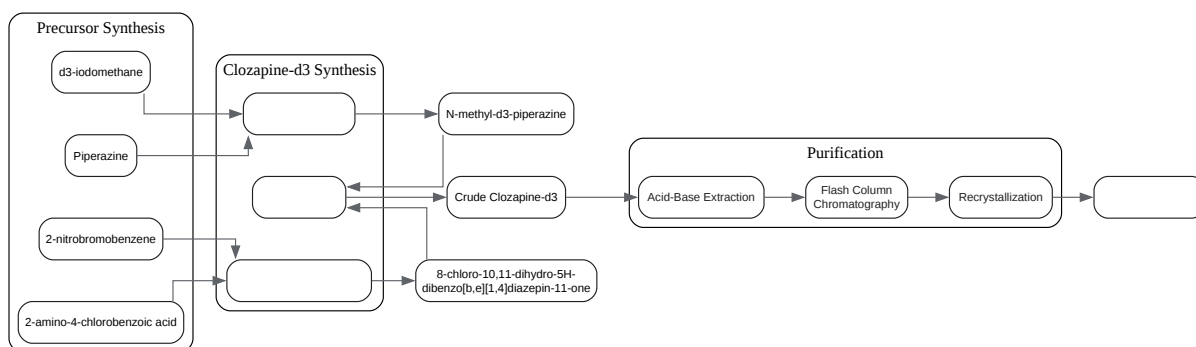 Precursor Synthesis
d3-iodomethane
Piperazine
2-nitrobromobenzene
2-amino-4-chlorobenzoic acid
Clozapine-d3 Synthesis
N-methyl-d3-piperazine
Crude Clozapine-d3
8-chloro-10,11-dihydro-5H-
dibenzo[b,e][1,4]diazepin-11-one
Purification
Acid-Base Extraction
Flash Column
Chromatography
Recrystallization